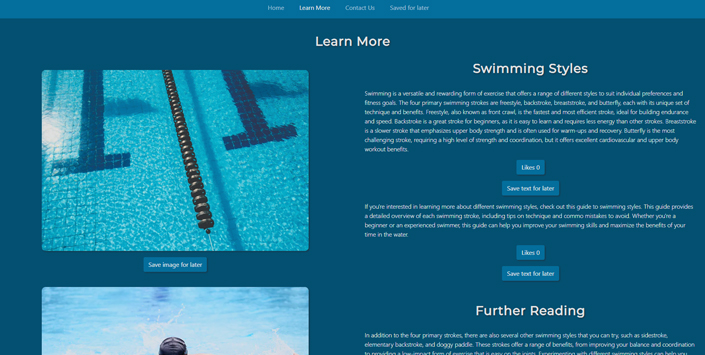 Home Learn More Contact Us Saved for later
Learn More
Save image for later
Swimming Styles
Swimming is a versatile and rewarding form of exercise that offers a range of different styles to suit individual preferences and
fitness goals. The four primary swimming strokes are freestyle, backstroke, breaststroke, and butterfly, each with its unique set of
technique and benefits. Freestyle, also known as front crawl, is the fastest and most efficient stroke, ideal for building endurance
and speed. Backstroke is a great stroke for beginners, as it is easy to learn and requires less energy than other strokes. Breaststroke
is a slower stroke that emphasizes upper body strength and is often used for warm-ups and recovery. Butterfly is the most
challenging stroke, requiring a high level of strength and coordination, but it offers excellent cardiovascular and upper body
workout benefits.
Likes 0
Save text for later
If you're interested in learning more about different swimming styles, check out this guide to swimming styles. This guide provides
a detailed overview of each swimming stroke, including tips on technique and commo mistakes to avoid. Whether you're a
beginner or an experienced swimmer, this guide can help you improve your swimming skills and maximize the benefits of your
time in the water.
Likes 0
Save text for later
Further Reading
In addition to the four primary strokes, there are also several other swimming styles that you can try, such as sidestroke,
elementary backstroke, and doggy paddle. These strokes offer a range of benefits, from improving your balance and coordination
to providing a low-impact form of exercise that is easy on the joints. Experimenting with different swimming styles can help you